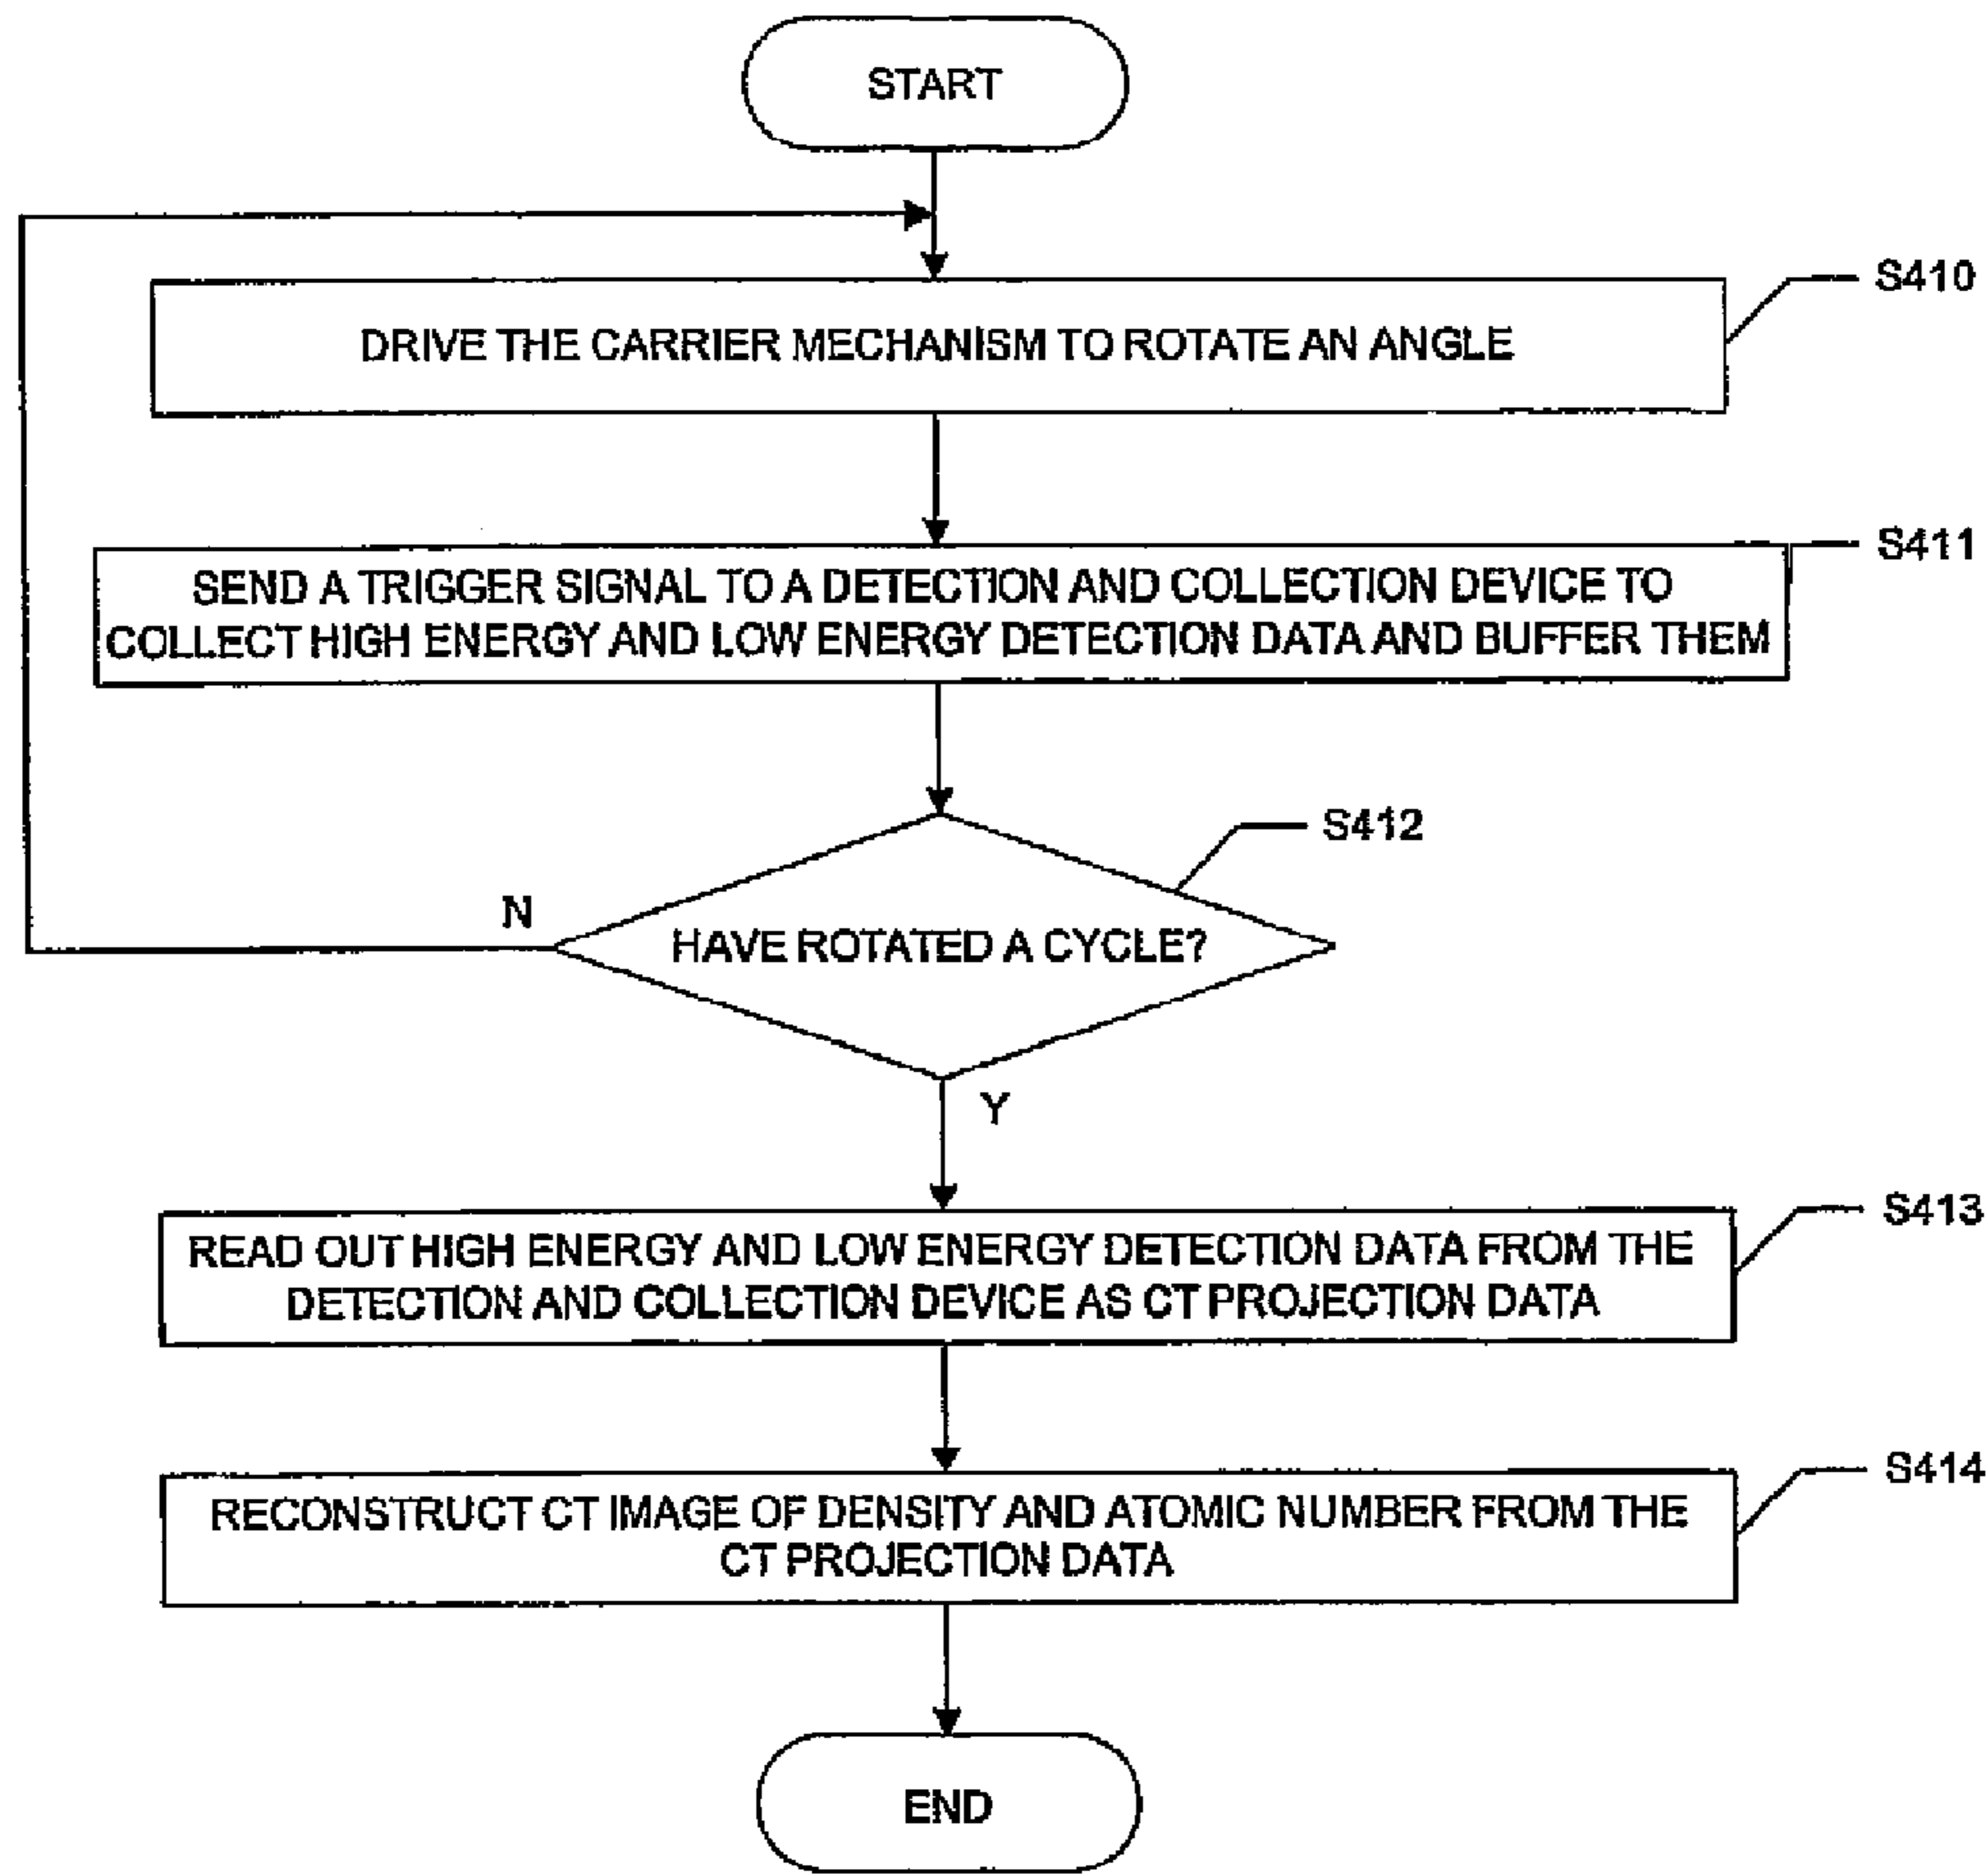 START
S410
DRIVE THE CARRIER MECHANISM TO ROTATE AN ANGLE
S411
SEND A TRIGGER SIGNAL TO A DETECTION AND COLLECTION DEVICE TO
COLLECT HIGH ENERGY AND LOW ENERGY DETECTION DATA AND BUFFER THEM
S412
N
HAVE ROTATED A CYCLE?
Y
S413
READ OUT HIGH ENERGY AND LOW ENERGY DETECTION DATA FROM THE
DETECTION AND COLLECTION DEVICE AS CT PROJECTION DATA
S414
RECONSTRUCT CT IMAGE OF DENSITY AND ATOMIC NUMBER FROM THE
CT PROJECTION DATA
END